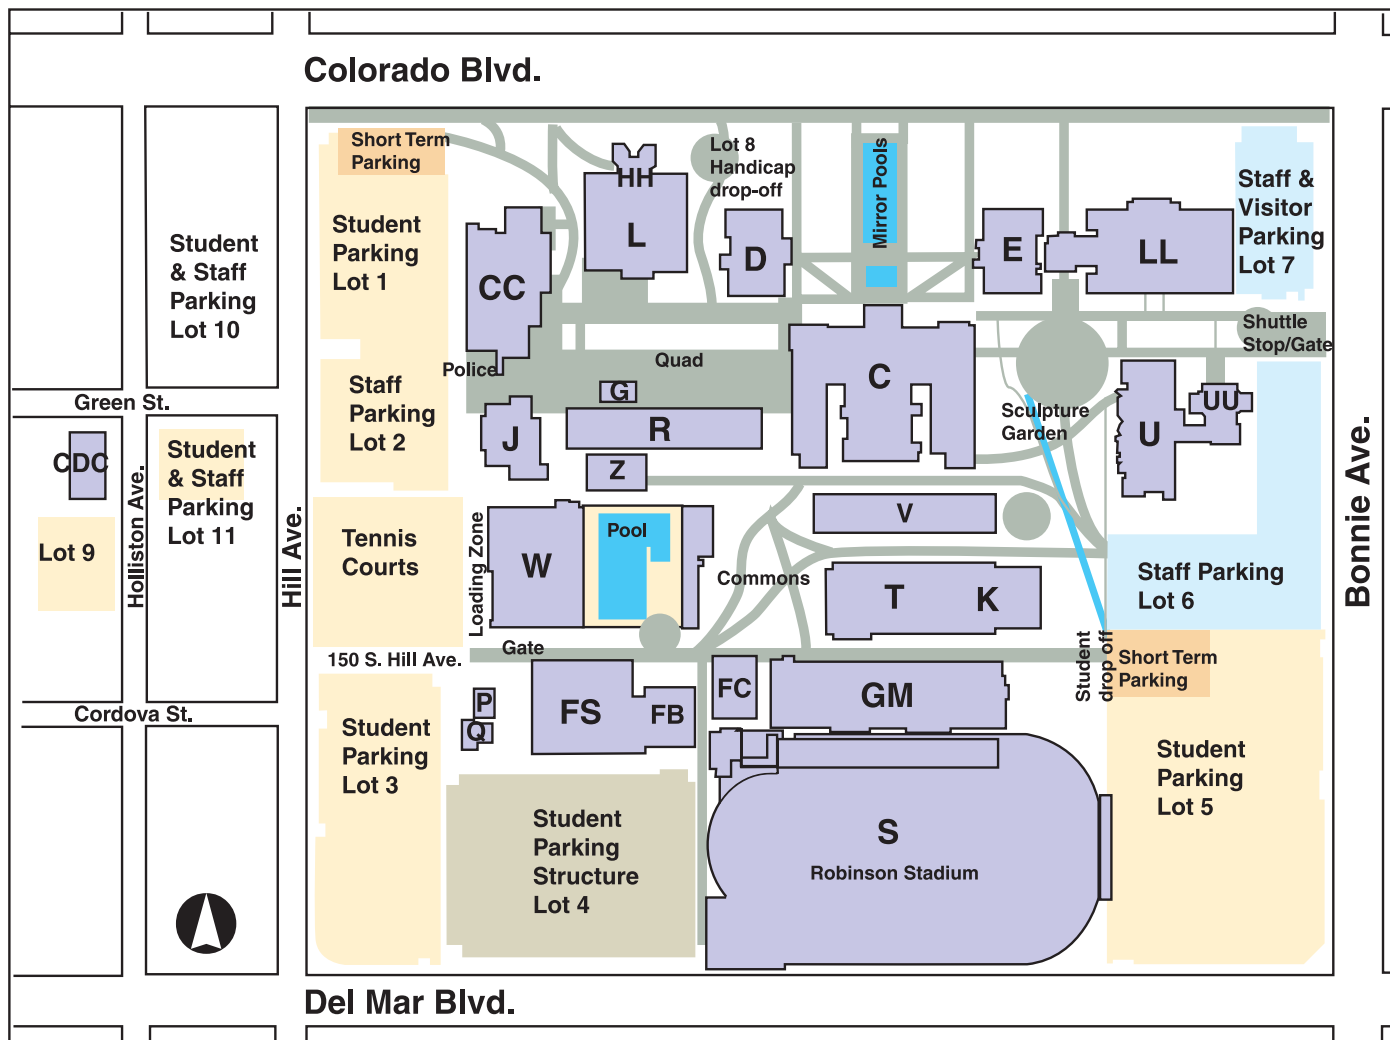 Colorado Blvd.
Short Term
Parking
Lot 8
Handicap
drop-off
Mirror Pools
HH
L
D
E
LL
CC
Staff &
Visitor
Parking
Lot 7
Student
Parking
Lot 1
Student
& Staff
Parking
Lot 10
Shuttle
Stop/Gate
Police
Quad
C
G
R
J
Z
Staff
Parking
Lot 2
Sculpture
Garden
U
UU
Green St.
CDC
Student
& Staff
Parking
Lot 11
Lot 9
Holliston Ave.
Hill Ave.
Bonnie Ave.
Tennis
Courts
Loading Zone
W
Pool
V
Commons
T
K
Staff Parking
Lot 6
150 S. Hill Ave.
Gate
Student
drop off
Short Term
Parking
P
Q
FS
FB
FC
GM
Cordova St.
Student
Parking
Lot 3
Student
Parking
Structure
Lot 4
S
Robinson Stadium
Student
Parking
Lot 5
Del Mar Blvd.